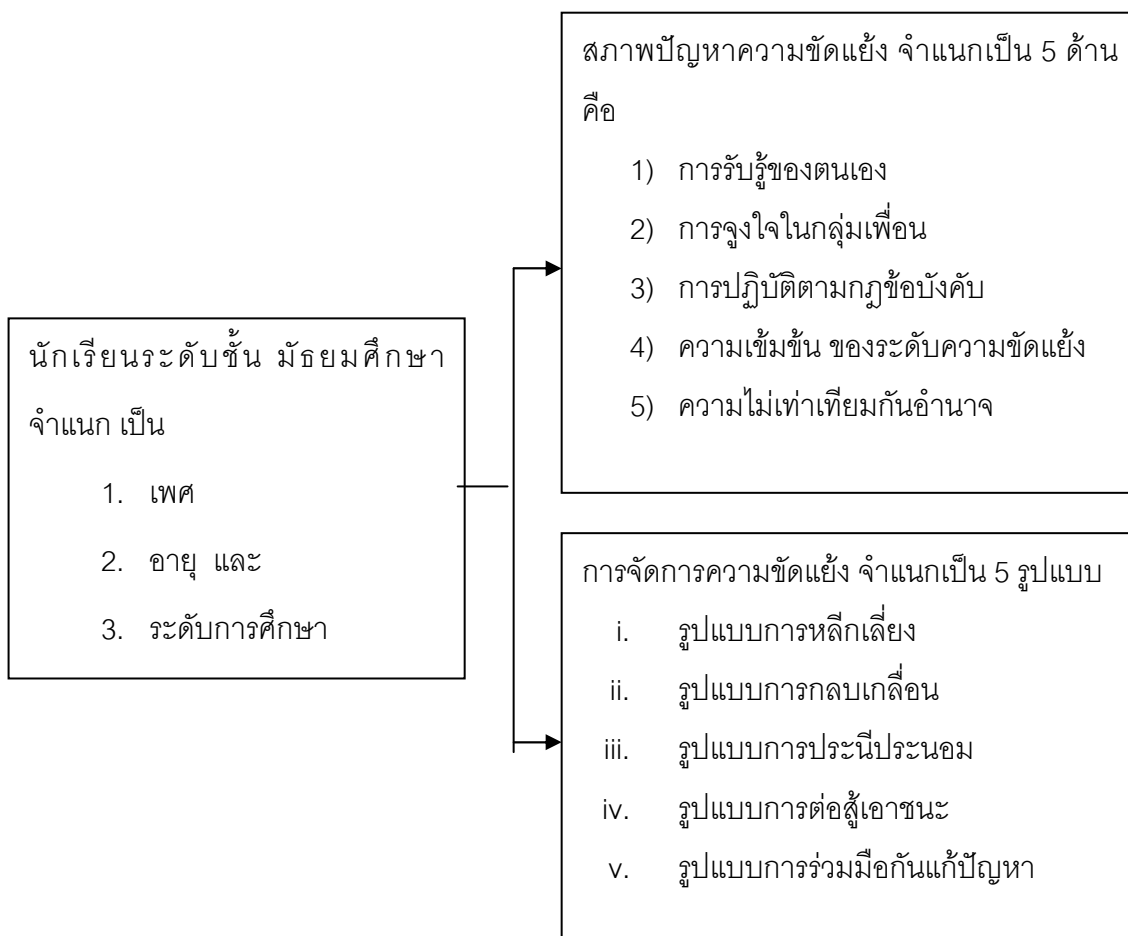 สภาพปัญหาความขัดแย้ง จำแนกเป็น 5 ด้าน
คือ
1) การรับรู้ของตนเอง
2) การจูงใจในกลุ่มเพื่อน
3) การปฏิบัติตามกฎข้อบังคับ
4) ความเข้มข้น ของระดับความขัดแย้ง
5) ความไม่เท่าเทียมกันอำนาจ
นักเรียนระดับชั้น มัธยมศึกษา
จำแนก เป็น
1. เพศ
2. อายุ และ
3. ระดับการศึกษา
การจัดการความขัดแย้ง จำแนกเป็น 5 รูปแบบ
i. รูปแบบการหลีกเลี่ยง
ii. รูปแบบการกลบเกลื่อน
iii. รูปแบบการประนีประนอม
iv. รูปแบบการต่อสู้เอาชนะ
v. รูปแบบการร่วมมือกันแก้ปัญหา